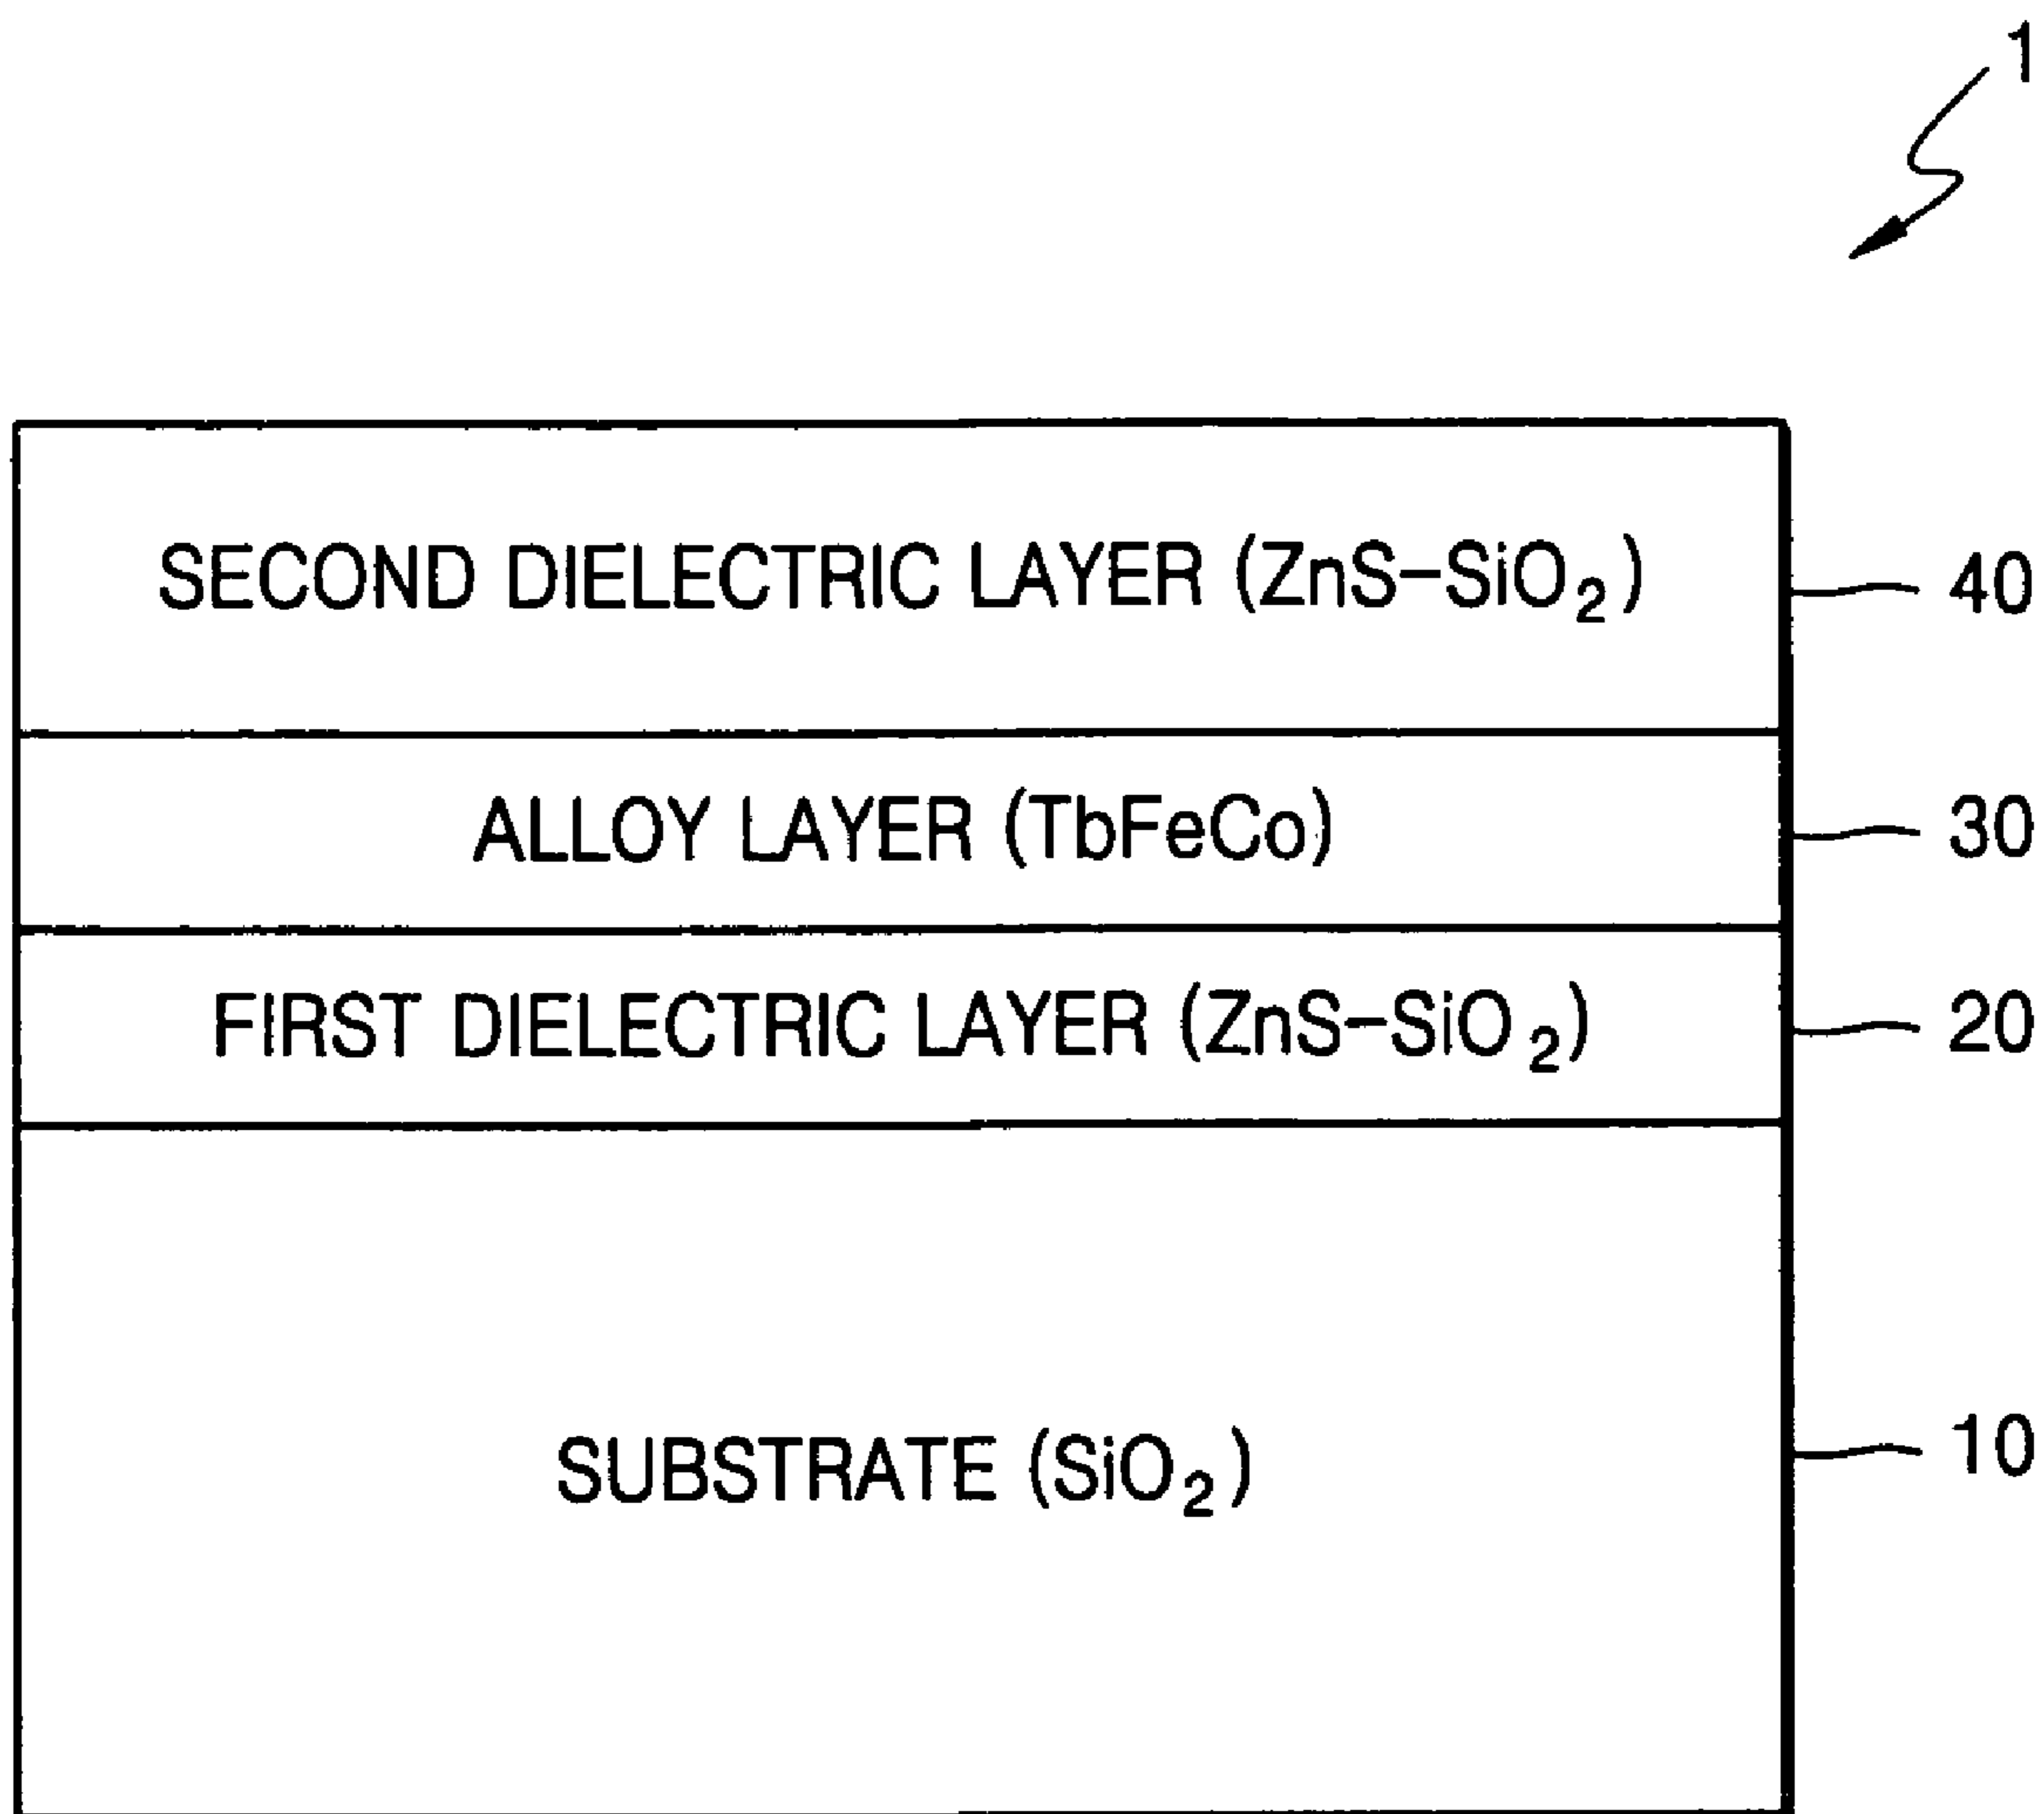 1
SECOND DIELECTRIC LAYER (ZnS–SiO₂) 40
ALLOY LAYER (TbFeCo) 30
FIRST DIELECTRIC LAYER (ZnS–SiO₂) 20
SUBSTRATE (SiO₂) 10